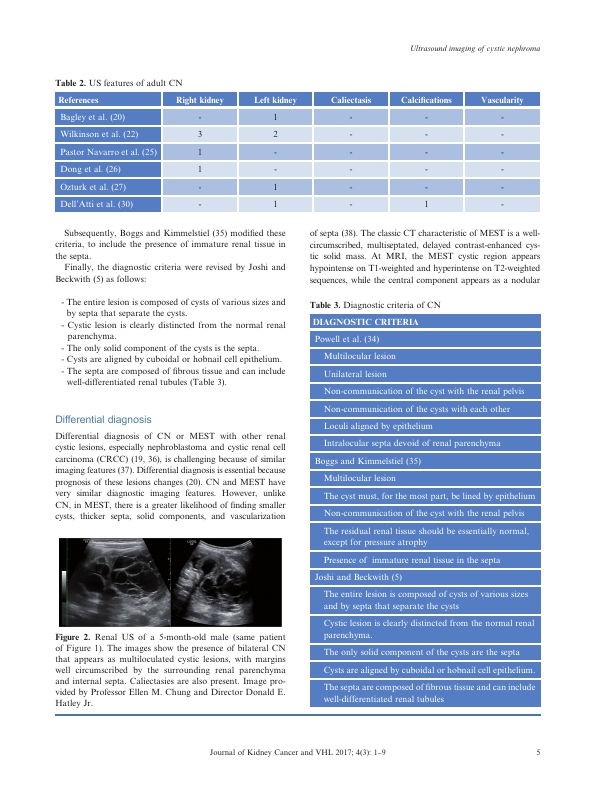 Ultrasound imaging of cystic nephroma
Table 2. US features of adult CN
References Right kidney Left kidney Caliectasis Calcifications Vascularity
Bagley et al. (20) - 1 - - -
Wilkinson et al. (22) 3 2 - - -
Pastor Navarro et al. (25) 1 - - - -
Dong et al. (26) 1 - - - -
Ozturk et al. (27) - 1 - - -
Dell'Atti et al. (30) - 1 - 1 -
Subsequently, Boggs and Kimmelstiel (35) modified these
criteria, to include the presence of immature renal tissue in
the septa.
Finally, the diagnostic criteria were revised by Joshi and
Beckwith (5) as follows:
- The entire lesion is composed of cysts of various sizes and
by septa that separate the cysts.
- Cystic lesion is clearly distincted from the normal renal
parenchyma.
- The only solid component of the cysts is the septa.
- Cysts are aligned by cuboidal or hobnail cell epithelium.
- The septa are composed of fibrous tissue and can include
well-differentiated renal tubules (Table 3).
Differential diagnosis
Differential diagnosis of CN or MEST with other renal
cystic lesions, especially nephroblastoma and cystic renal cell
carcinoma (CRCC) (19, 36), is challenging because of similar
imaging features (37). Differential diagnosis is essential because
prognosis of these lesions changes (20). CN and MEST have
very similar diagnostic imaging features. However, unlike
CN, in MEST, there is a greater likelihood of finding smaller
cysts, thicker septa, solid components, and vascularization
Figure 2. Renal US of a 5-month-old male (same patient
of Figure 1). The images show the presence of bilateral CN
that appears as multiloculated cystic lesions, with margins
well circumscribed by the surrounding renal parenchyma
and internal septa. Caliectasies are also present. Image pro-
vided by Professor Ellen M. Chung and Director Donald E.
Hatley Jr.
of septa (38). The classic CT characteristic of MEST is a well-
circumscribed, multiseptated, delayed contrast-enhanced cys-
tic solid mass. At MRI, the MEST cystic region appears
hypointense on T1-weighted and hyperintense on T2-weighted
sequences, while the central component appears as a nodular
Table 3. Diagnostic criteria of CN
DIAGNOSTIC CRITERIA
Powell et al. (34)
Multilocular lesion
Unilateral lesion
Non-communication of the cyst with the renal pelvis
Non-communication of the cysts with each other
Loculi aligned by epithelium
Intralocular septa devoid of renal parenchyma
Boggs and Kimmelstiel (35)
Multilocular lesion
The cyst must, for the most part, be lined by epithelium
Non-communication of the cyst with the renal pelvis
The residual renal tissue should be essentially normal,
except for pressure atrophy
Presence of immature renal tissue in the septa
Joshi and Beckwith (5)
The entire lesion is composed of cysts of various sizes
and by septa that separate the cysts
Cystic lesion is clearly distincted from the normal renal
parenchyma.
The only solid component of the cysts are the septa
Cysts are aligned by cuboidal or hobnail cell epithelium.
The septa are composed of fibrous tissue and can include
well-differentiated renal tubules
Journal of Kidney Cancer and VHL 2017; 4(3): 1–9
5